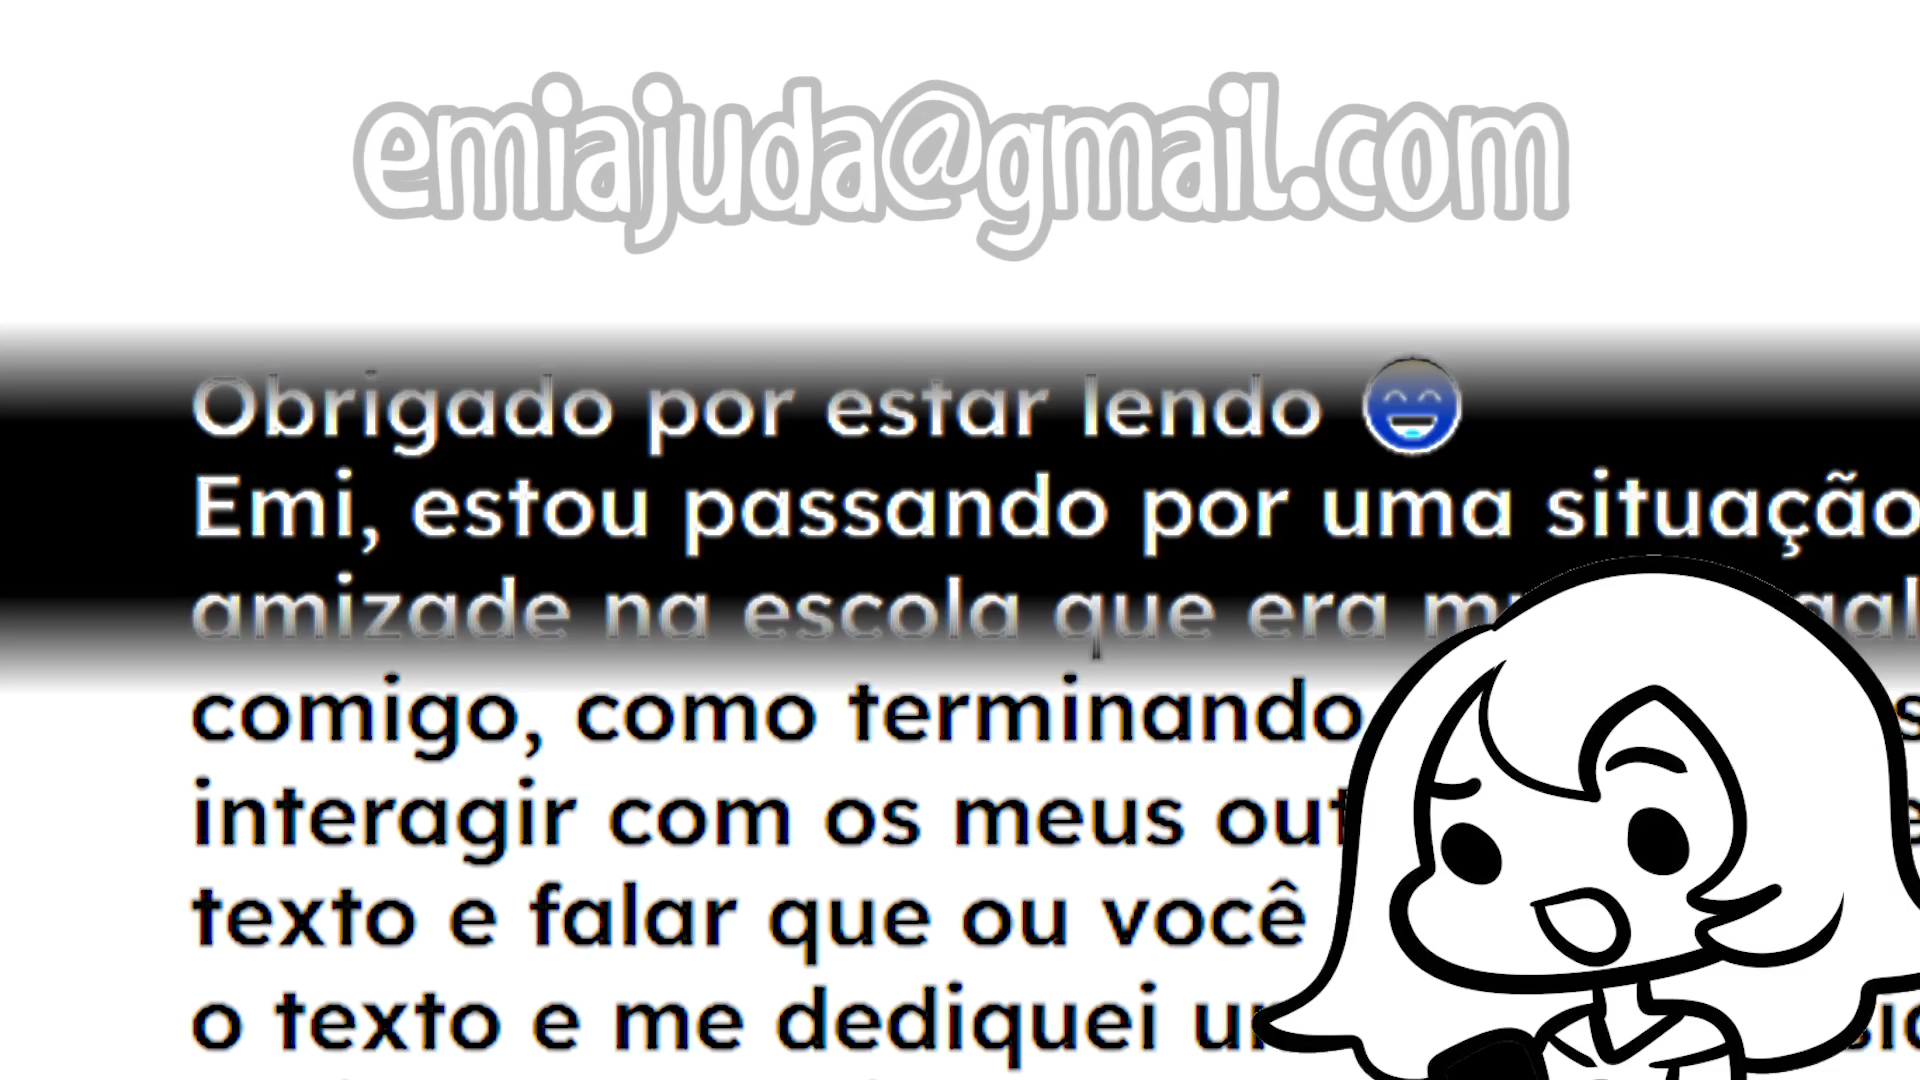 emiajuda@gmail.com
Obrigado por estar lendo 😄
Emi, estou passando por uma situação
amizade na escola que era
comigo, como terminando
interagir com os meus
texto e falar que ou você
o texto e me dediquei